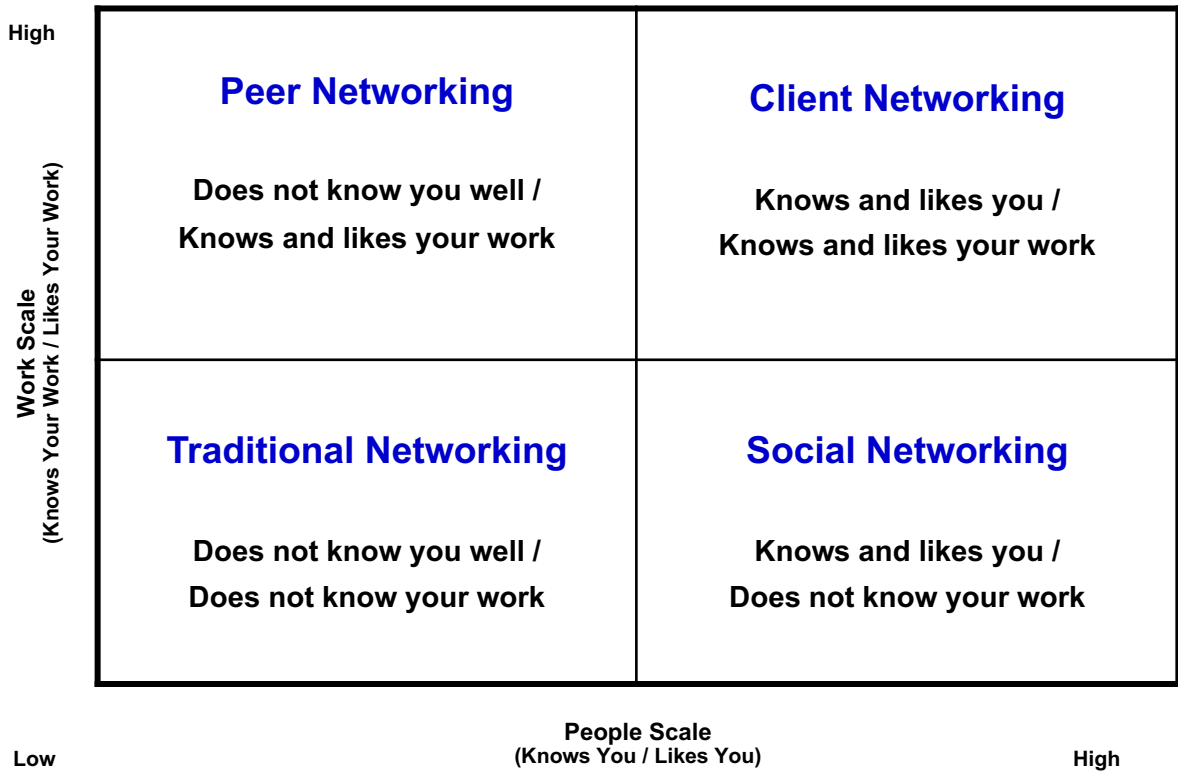 High
Work Scale
(Knows Your Work / Likes Your Work)
Peer Networking
Does not know you well /
Knows and likes your work
Client Networking
Knows and likes you /
Knows and likes your work
Traditional Networking
Does not know you well /
Does not know your work
Social Networking
Knows and likes you /
Does not know your work
Low
People Scale
(Knows You / Likes You)
High